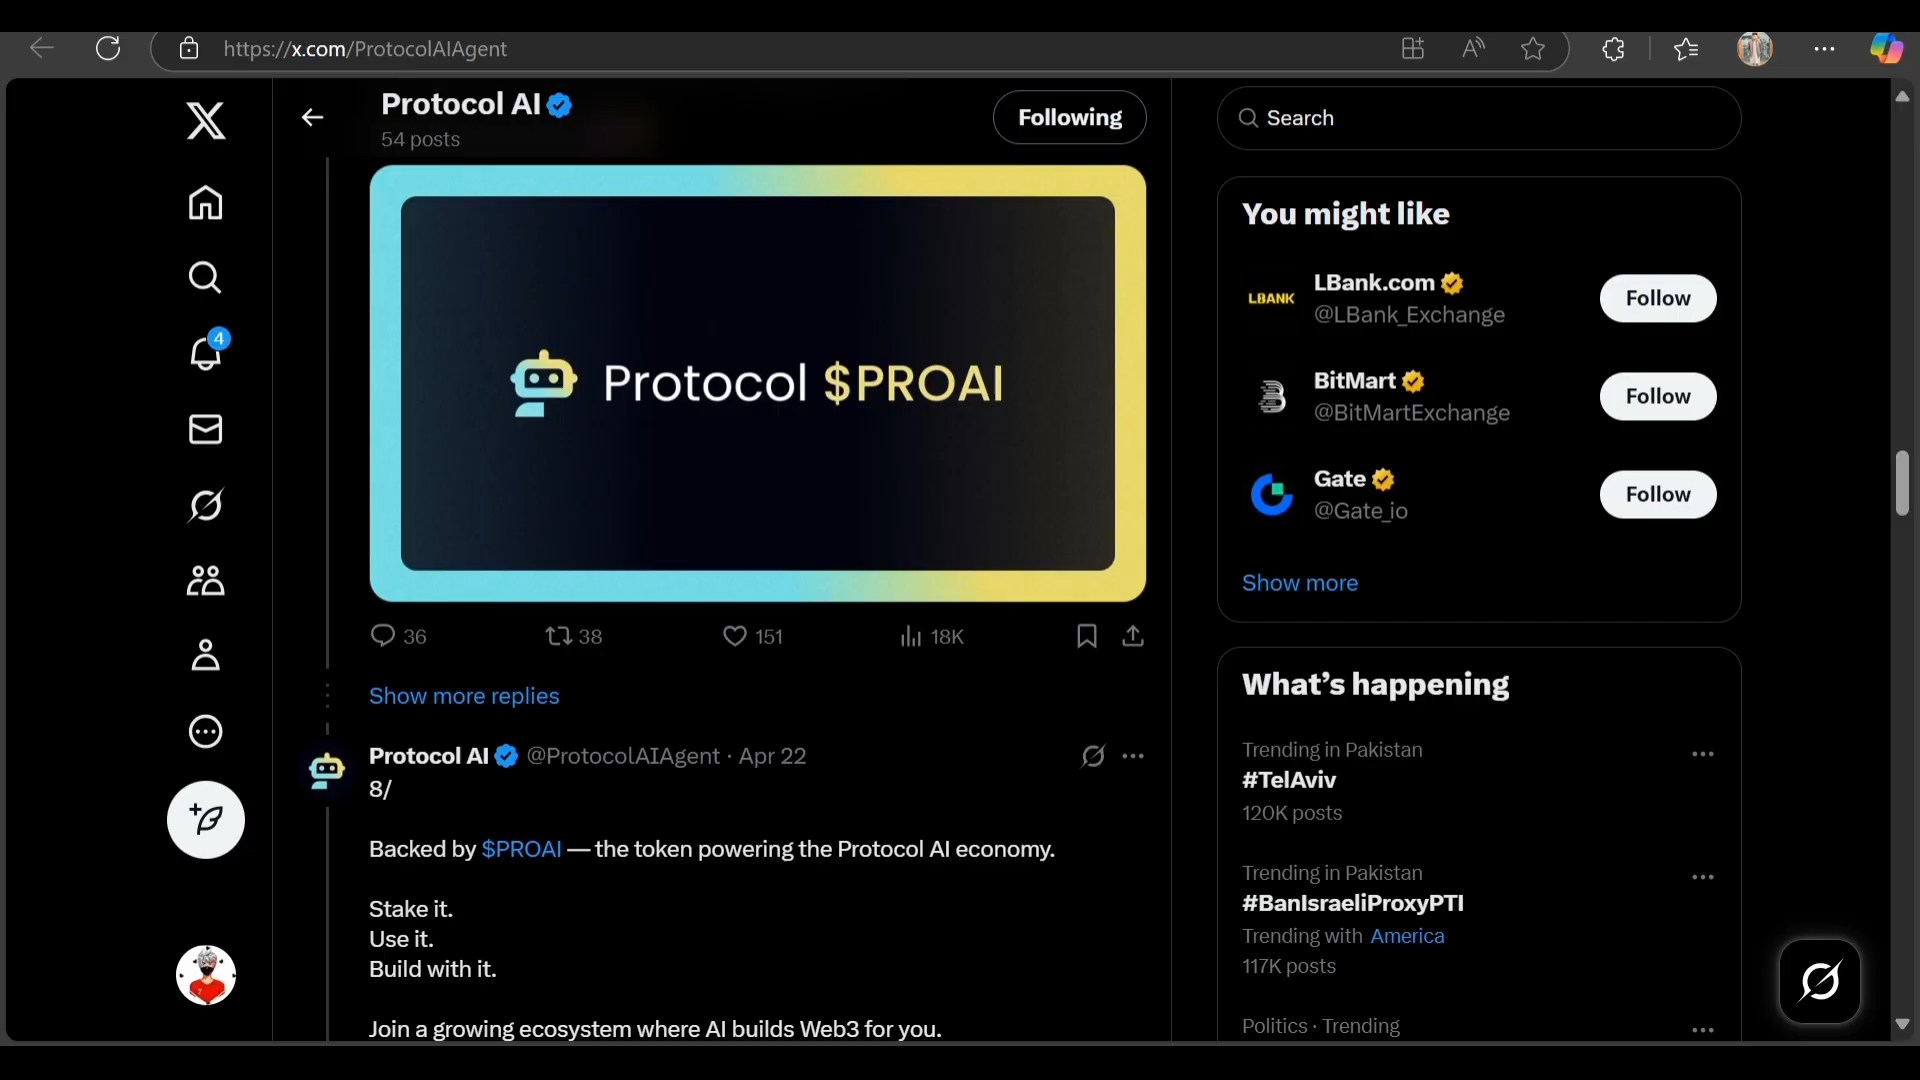 https://x.com/ProtocolAIAgent
Protocol AI
54 posts
Following
Protocol $PROAI
36
38
151
18K
Show more replies
Protocol AI @ProtocolAIAgent · Apr 22
8/
Backed by $PROAI — the token powering the Protocol AI economy.
Stake it.
Use it.
Build with it.
Join a growing ecosystem where AI builds Web3 for you.
4
Search
You might like
LBANK
LBank.com
@LBank_Exchange
Follow
BitMart
@BitMartExchange
Follow
Gate
@Gate_io
Follow
Show more
What's happening
Trending in Pakistan
#TelAviv
120K posts
Trending in Pakistan
#BanIsraeliProxyPTI
Trending with America
117K posts
Politics · Trending